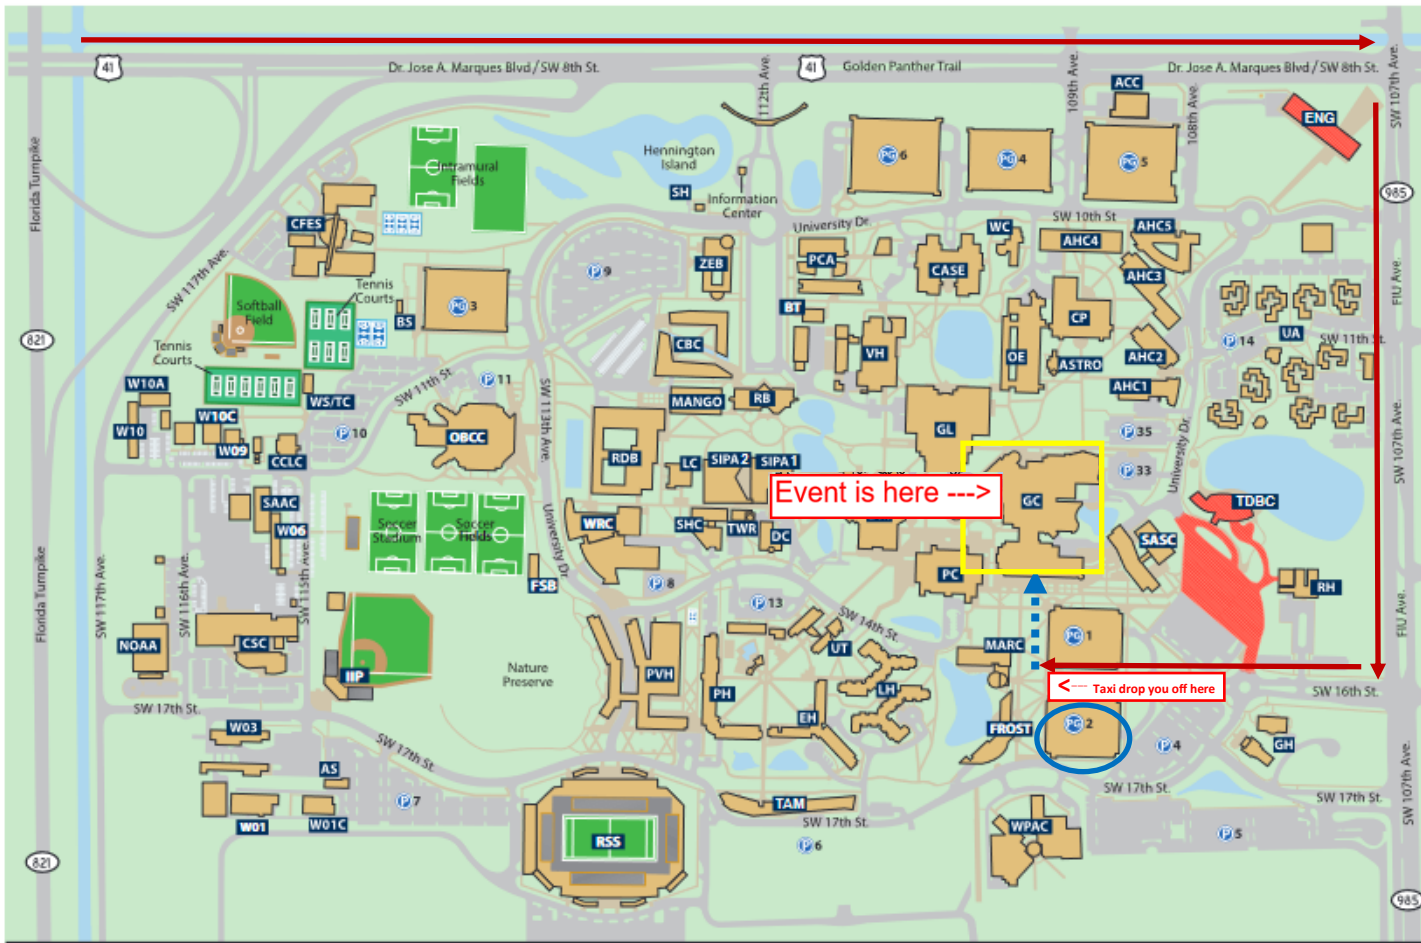 41
Dr. Jose A. Marques Blvd/SW 8th St.
112th Ave.
41
Golden Panther Trail
109th Ave.
Dr. Jose A. Marques Blvd/SW 8th St.
SW 107th Ave.
ACC
108th Ave.
ENG
Florida Turnpike
Intramural
Fields
Hennington
Island
SH
Information
Center
PG 6
PG 4
PG 5
985
CFES
University Dr.
SW 10th St
WC
AHC4
AHC5
ZEB
PCA
CASE
AHC3
P 9
SW 117th Ave.
Tennis
Courts
Softball
Field
PG 3
BS
BT
CP
FIU Ave.
821
Tennis
Courts
CBC
VH
OE
ASTRO
AHC2
P 14
UA
SW 11th St.
W10A
WS/TC
SW 11th St.
P 11
MANGO
RB
AHC1
W10
W10C
W09
P 10
OBCC
SW 113th Ave.
GL
P 35
University Dr.
SW 107th Ave.
CCLC
RDB
LC
SIPA 2
SIPA 1
P 33
Event is here --->
GC
TDBC
SAAC
W06
Soccer
Stadium
Soccer
Fields
WRC
SHC
TWR
DC
SASC
Florida Turnpike
SW 117th Ave.
SW 116th Ave.
SW 115th Ave.
University Dr.
FSB
P 8
PC
RH
P 13
SW 14th St.
FIU Ave.
NOAA
CSC
UT
MARC
PG 1
IIP
Nature
Preserve
PVH
PH
LH
<--- Taxi drop you off here
SW 16th St.
SW 17th St.
W03
EH
FROST
PG 2
P 4
GH
SW 17th St.
AS
SW 107th Ave.
W01
W01C
P 7
TAM
SW 17th St.
SW 17th St.
SW 17th St.
RSS
WPAC
P 5
P 6
821
985